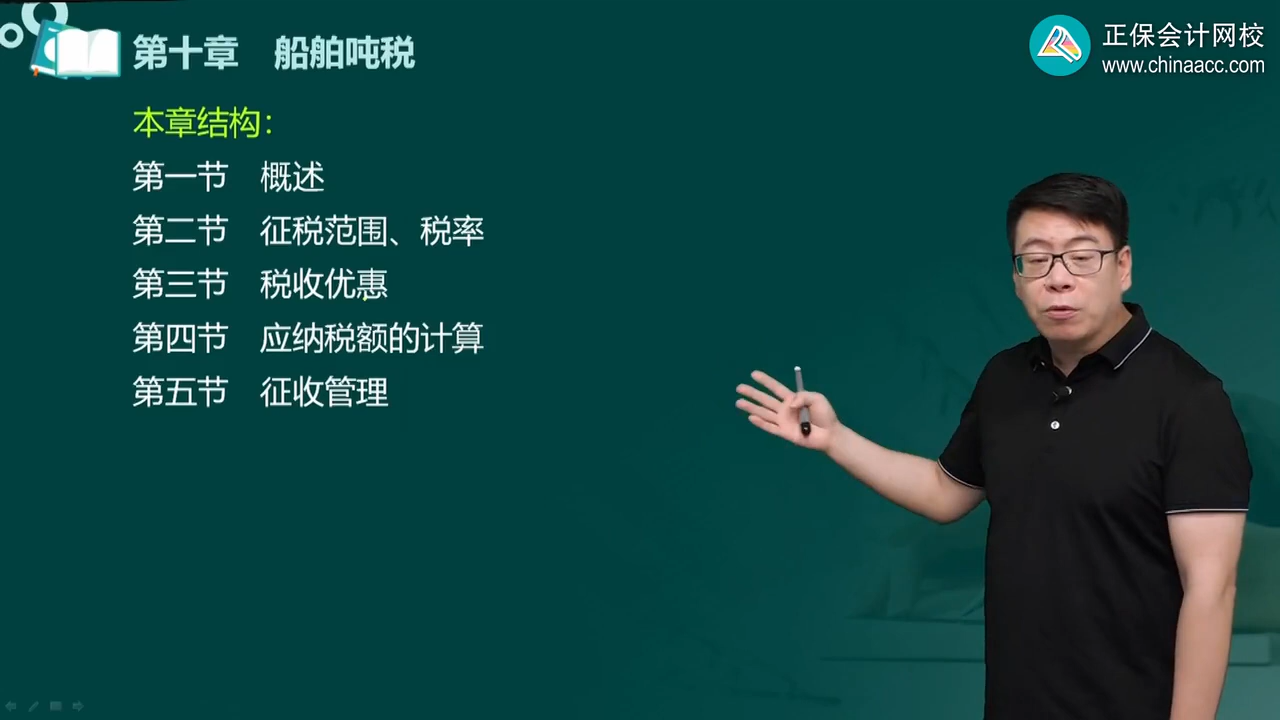 第十章 船舶吨税
正保会计网校
www.chinaacc.com
本章结构：
第一节 概述
第二节 征税范围、税率
第三节 税收优惠
第四节 应纳税额的计算
第五节 征收管理